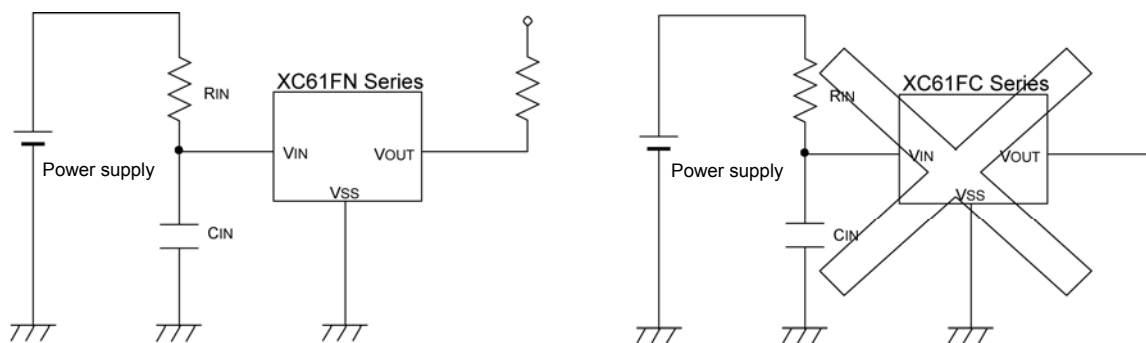 XC61FN Series
RIN
VIN
VOUT
Power supply
VSS
CIN
XC61FC Series
RIN
VIN
VOUT
Power supply
VSS
CIN